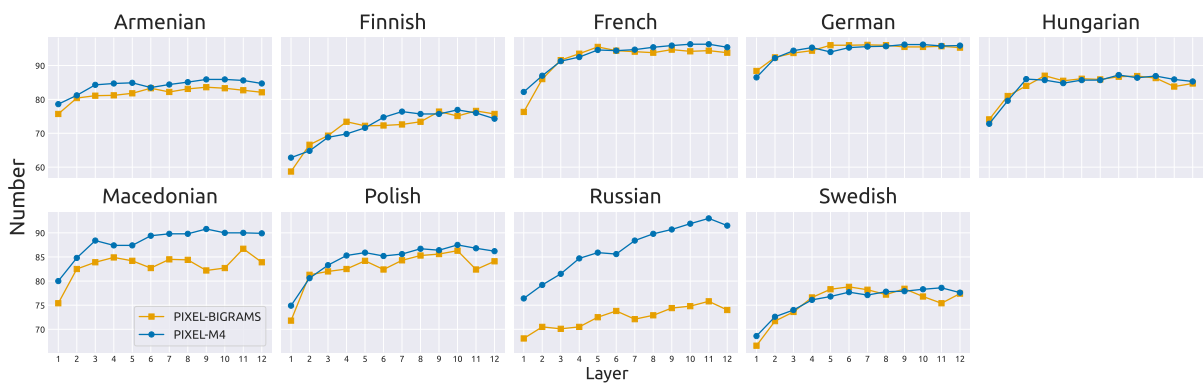 Armenian Finnish French German Hungarian
90
80
70
60
Number
Macedonian Polish Russian Swedish
90
85
80
75
70
PIXEL-BIGRAMS
PIXEL-M4
1 2 3 4 5 6 7 8 9 10 11 12 1 2 3 4 5 6 7 8 9 10 11 12 1 2 3 4 5 6 7 8 9 10 11 12 1 2 3 4 5 6 7 8 9 10 11 12
Layer